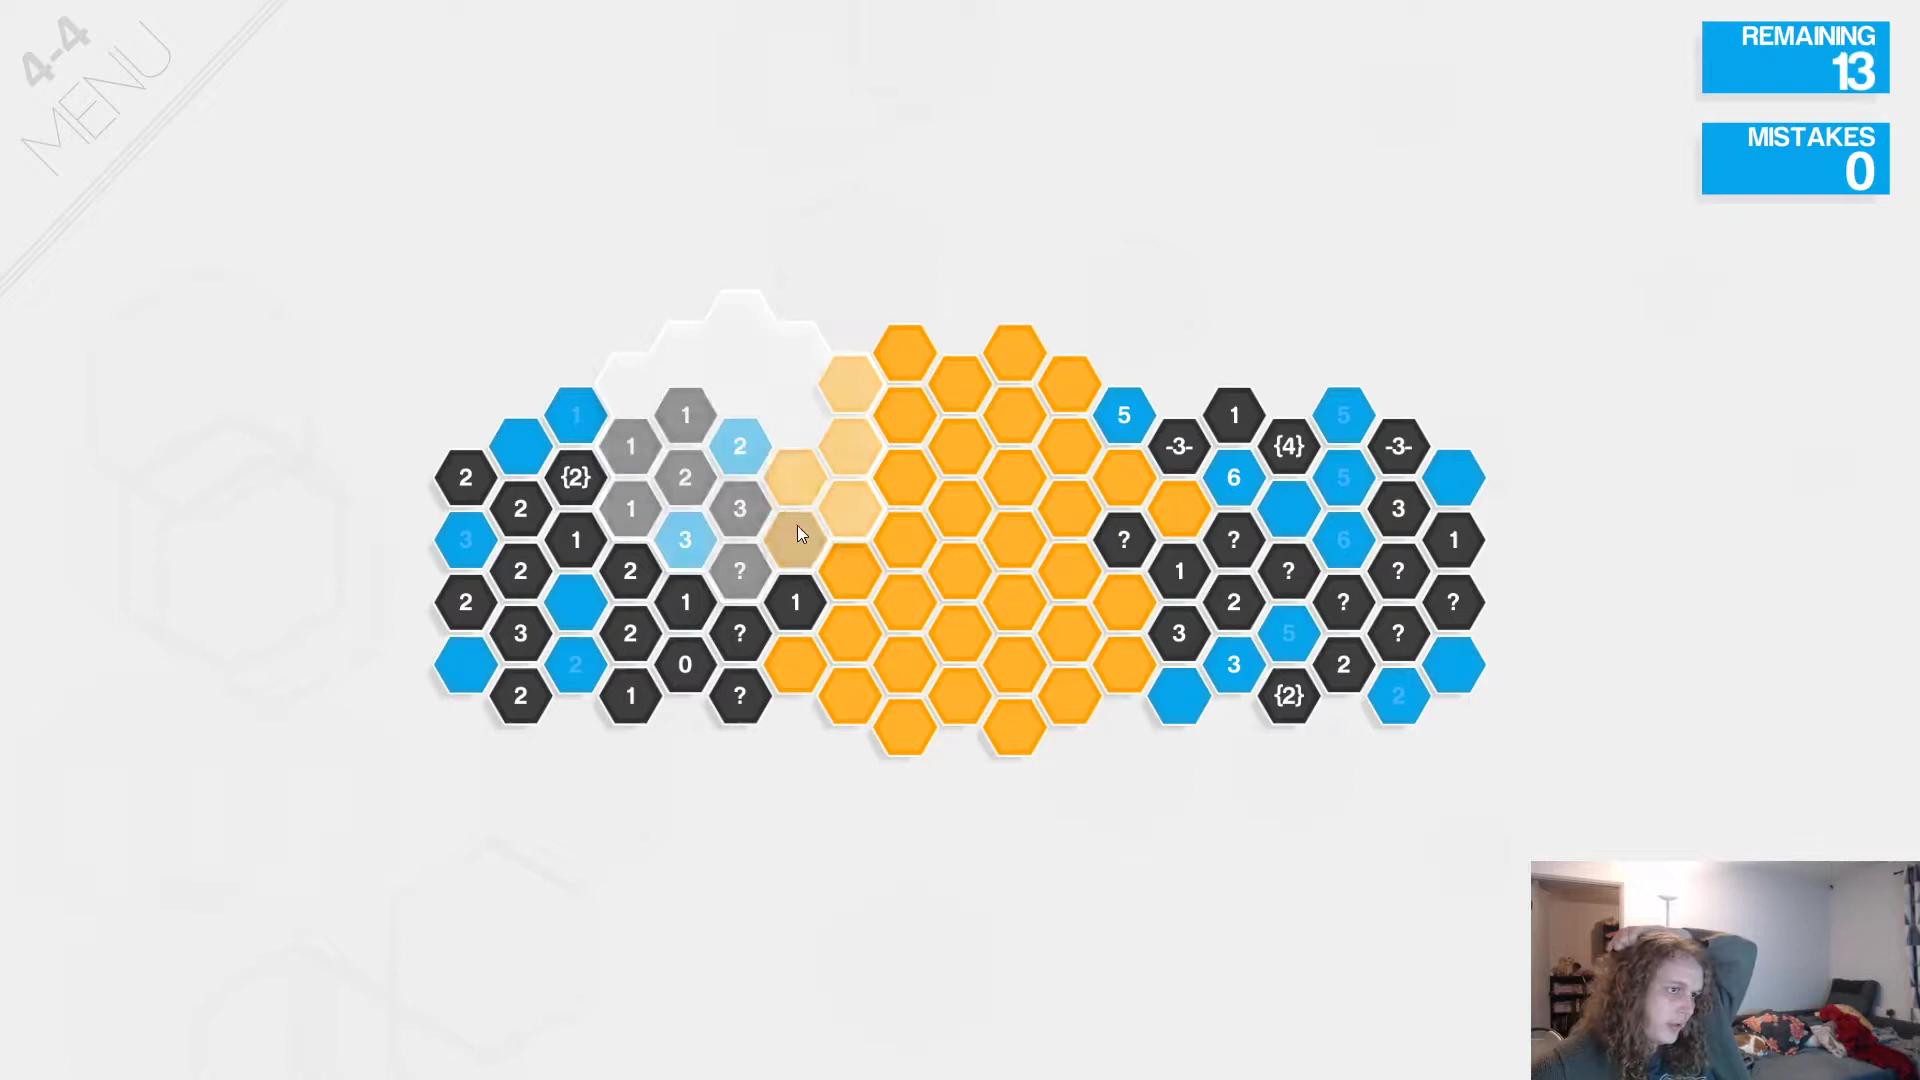 4-4
MENU
REMAINING
13
MISTAKES
0
1 1 5 1 5
1 2 -3- {4} -3-
2 {2} 2 6 5
2 1 3 3
3 1 3 ? ? 6 1
2 2 ? 1 ? ?
2 1 1 2 ? ?
3 2 ? 3 5 ?
2 0 3 2
2 1 ? {2} 2